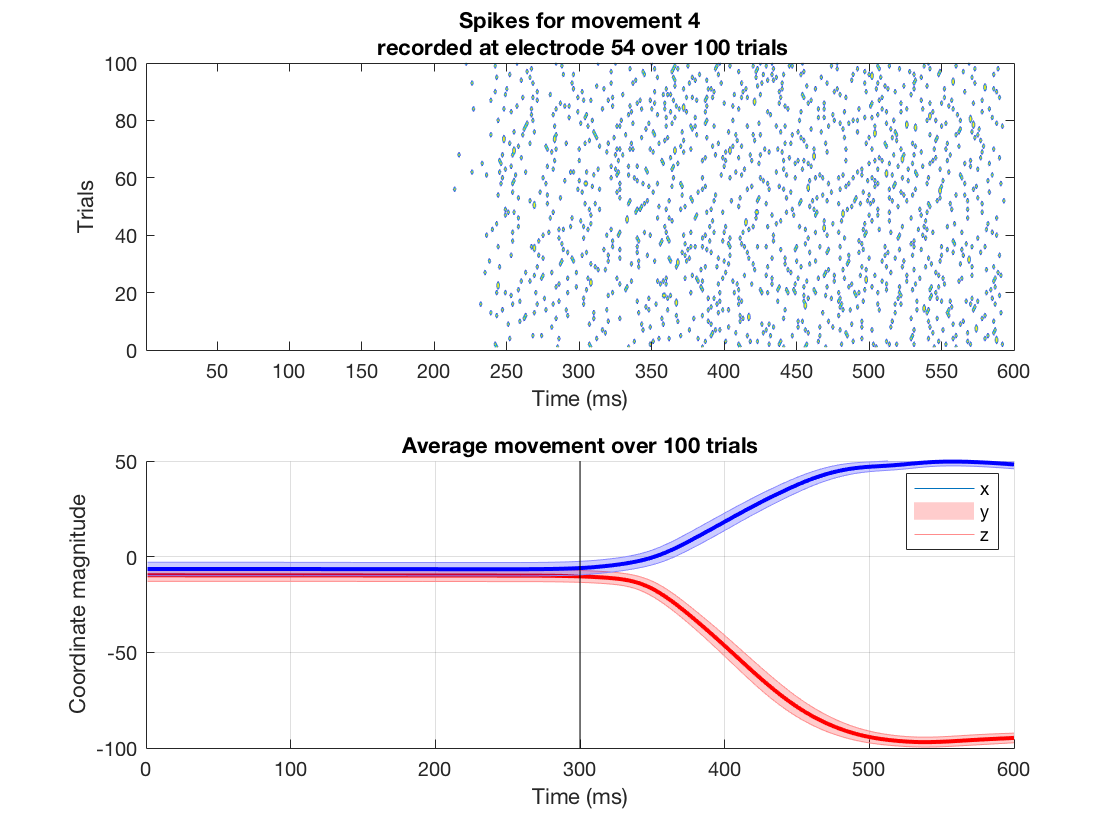 Spikes for movement 4
recorded at electrode 54 over 100 trials
100
80
60
40
20
0
Trials
50 100 150 200 250 300 350 400 450 500 550 600
Time (ms)
Average movement over 100 trials
50
0
-50
-100
Coordinate magnitude
x
y
z
0 100 200 300 400 500 600
Time (ms)